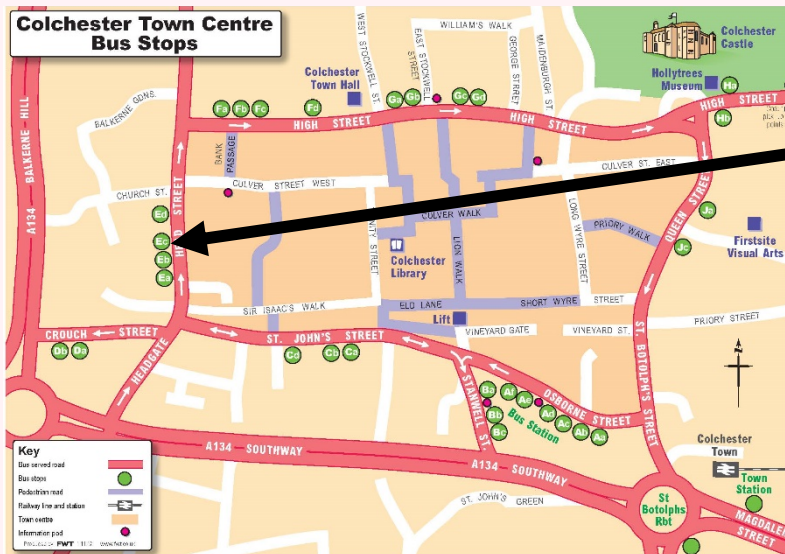 Colchester Town Centre
Bus Stops
WEST STOCKWELL ST.
EAST STOCKWELL
STREET
WILLIAM'S WALK
GEORGE STREET
MAIDENBURGH ST.
Colchester
Castle
Hollytrees
Museum
Colchester
Town Hall
BALKERNE HILL
A134
BALKERNE GDNS.
Fa
Fb
Fc
Fd
Ga
Gb
Gc
Gd
Ha
Hb
HIGH STREET
HIGH STREET
HIGH STREET
BANK
PASSAGE
CULVER STREET WEST
CULVER ST. EAST
CHURCH ST.
HEAD STREET
Ed
Ec
Eb
Ea
CULVER WALK
LION WALK
LONG WYRE STREET
PRIORY WALK
QUEEN STREET
Ja
Jc
Firstsite
Visual Arts
Colchester
Library
SIR ISAAC'S WALK
ELD LANE
SHORT WYRE
STREET
Lift
VINEYARD GATE
VINEYARD ST.
PRIORY STREET
CROUCH
STREET
Db
Da
HEADGATE
ST. JOHN'S STREET
Cd
Cb
Ca
STANWELL ST.
Ba
Bb
Bc
Af
Ae
Ad
Ac
Ab
Aa
Bus Station
OSBORNE STREET
ST. BOTOLPH'S STREET
N
A134 SOUTHWAY
A134 SOUTHWAY
ST. JOHN'S GREEN
St
Botolphs
Rbt
Colchester
Town
Town
Station
MAGDALEN
STREET
Key
Bus served road
Bus stops
Pedestrian road
Railway line and station
Town centre
Information pod
FWT